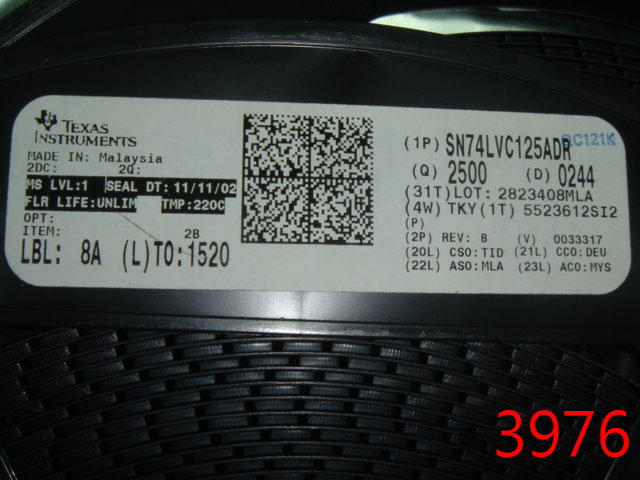 TEXAS
INSTRUMENTS
MADE IN: Malaysia
2DC: 2Q:
MS LVL:1 SEAL DT: 11/11/02
FLR LIFE:UNLIM TMP:220C
OPT:
ITEM: 2B
LBL: 8A (L)TO:1520
(1P) SN74LVC125ADR
QC121K
(Q) 2500 (D) 0244
(31T)LOT: 2823408MLA
(4W) TKY(1T) 5523612SI2
(P)
(2P) REV: B (V) 0033317
(20L) CSO:TID (21L) CCO:DEU
(22L) ASO:MLA (23L) ACO:MYS
3976